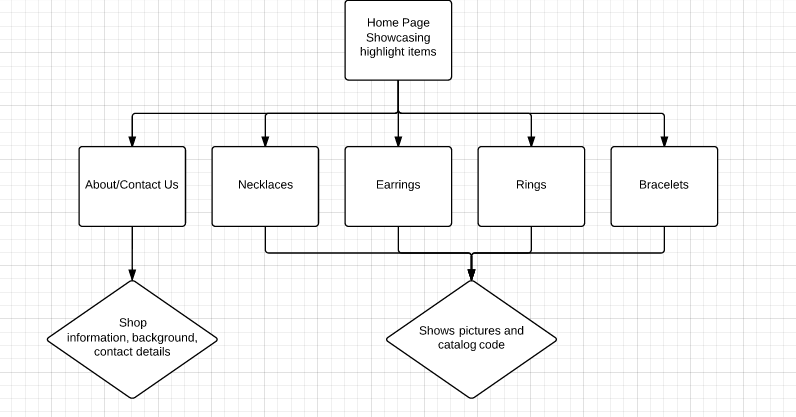 Home Page
Showcasing
highlight items
About/Contact Us
Necklaces
Earrings
Rings
Bracelets
Shop
information, background,
contact details
Shows pictures and
catalog code